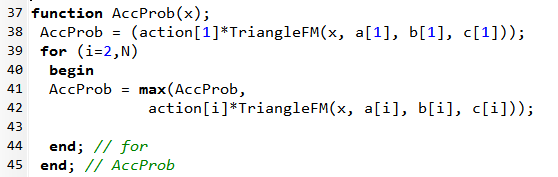 37 function AccProb(x);
38 AccProb = (action[1]*TriangleFM(x, a[1], b[1], c[1]));
39 for (i=2,N)
40 begin
41 AccProb = max(AccProb,
42 action[i]*TriangleFM(x, a[i], b[i], c[i]));
43
44 end; // for
45 end; // AccProb